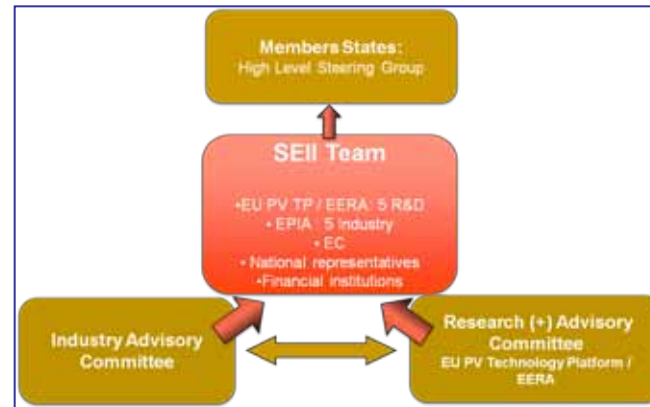 Members States:
High Level Steering Group
SEII Team
•EU PV TP / EERA: 5 R&D
• EPIA : 5 Industry
• EC
• National representatives
•Financial institutions
Industry Advisory
Committee
Research (+) Advisory
Committee
EU PV Technology Platform /
EERA